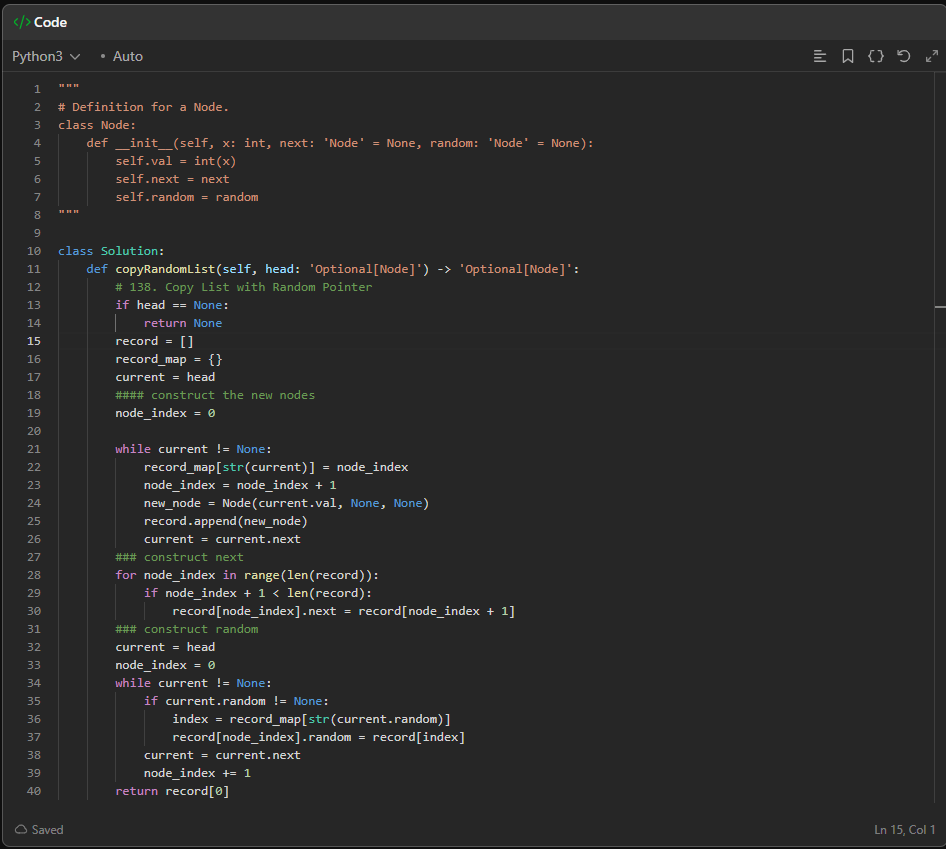 </> Code
Python3 • Auto
1 """
2 # Definition for a Node.
3 class Node:
4     def __init__(self, x: int, next: 'Node' = None, random: 'Node' = None):
5         self.val = int(x)
6         self.next = next
7         self.random = random
8 """
9
10 class Solution:
11     def copyRandomList(self, head: 'Optional[Node]') -> 'Optional[Node]':
12         # 138. Copy List with Random Pointer
13         if head == None:
14             return None
15         record = []
16         record_map = {}
17         current = head
18         #### construct the new nodes
19         node_index = 0
20
21         while current != None:
22             record_map[str(current)] = node_index
23             node_index = node_index + 1
24             new_node = Node(current.val, None, None)
25             record.append(new_node)
26             current = current.next
27         ### construct next
28         for node_index in range(len(record)):
29             if node_index + 1 < len(record):
30                 record[node_index].next = record[node_index + 1]
31         ### construct random
32         current = head
33         node_index = 0
34         while current != None:
35             if current.random != None:
36                 index = record_map[str(current.random)]
37                 record[node_index].random = record[index]
38             current = current.next
39             node_index += 1
40         return record[0]
Saved Ln 15, Col 1